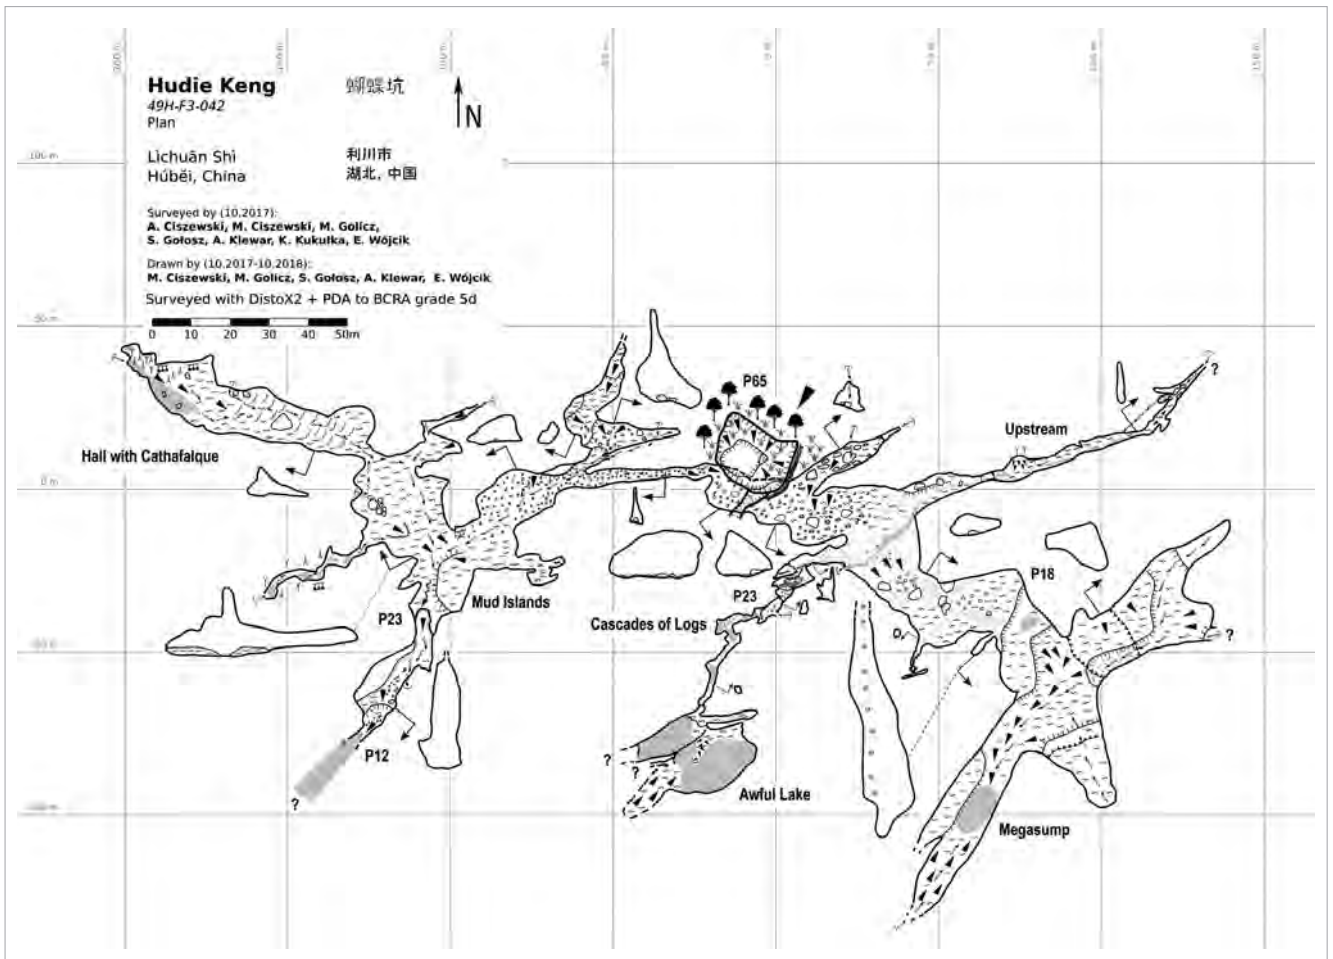 Hudie Keng
蝴蝶坑
49H-F3-042
Plan
N
Lìchuān Shì
利川市
Húběi, China
湖北, 中国
Surveyed by (10.2017):
A. Ciszewski, M. Ciszewski, M. Golicz,
S. Gołosz, A. Klewar, K. Kukułka, E. Wójcik
Drawn by (10.2017-10.2018):
M. Ciszewski, M. Golicz, S. Gołosz, A. Klewar, E. Wójcik
Surveyed with DistoX2 + PDA to BCRA grade 5d
0 10 20 30 40 50m
100 m
0 m
P65
?
Upstream
Hall with Cathafalque
P18
P23
Mud Islands
P23
Cascades of Logs
?
P12
?
?
?
Awful Lake
Megasump